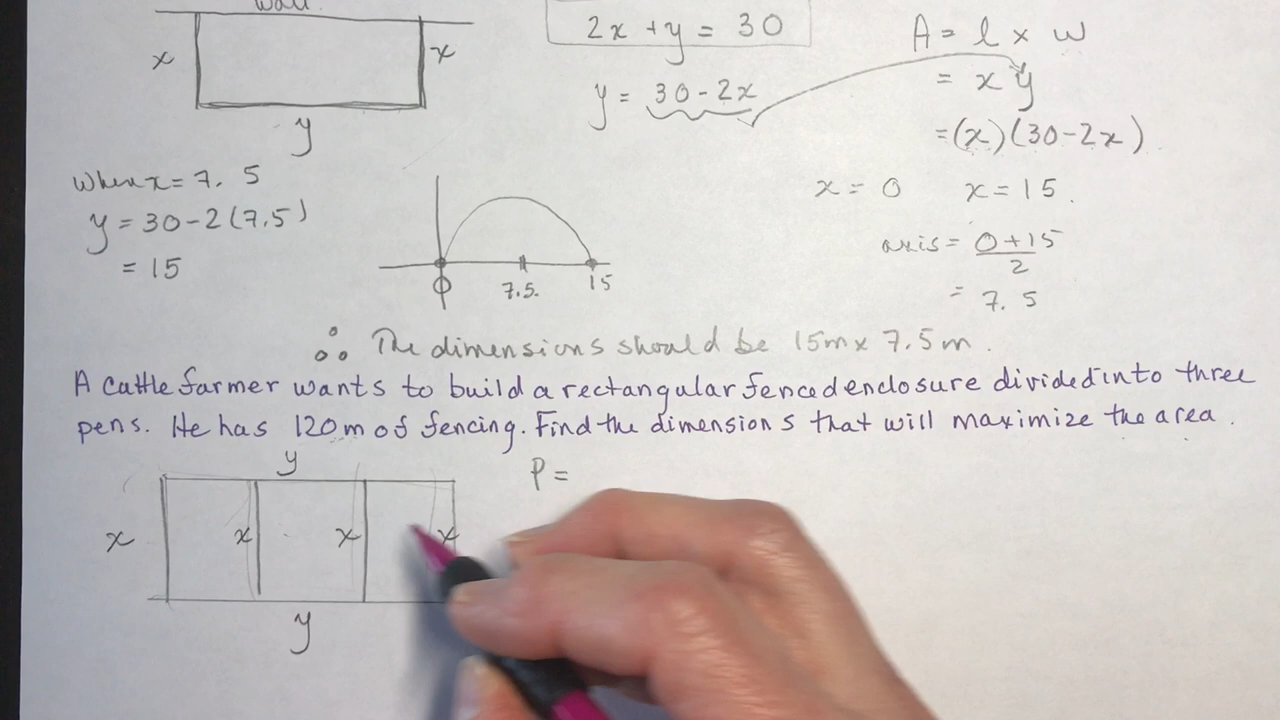 wall
x
x
y
2x + y = 30
y = 30 - 2x
A = l x w
= x y
= (x)(30 - 2x)
x = 0 x = 15.
axis = 0 + 15
2
= 7.5
when x = 7.5
y = 30 - 2(7.5)
= 15
0 7.5. 15
∴ The dimensions should be 15m x 7.5m.
A cattle farmer wants to build a rectangular fenced enclosure divided into three
pens. He has 120m of fencing. Find the dimensions that will maximize the area.
y
x x x x
y
P =